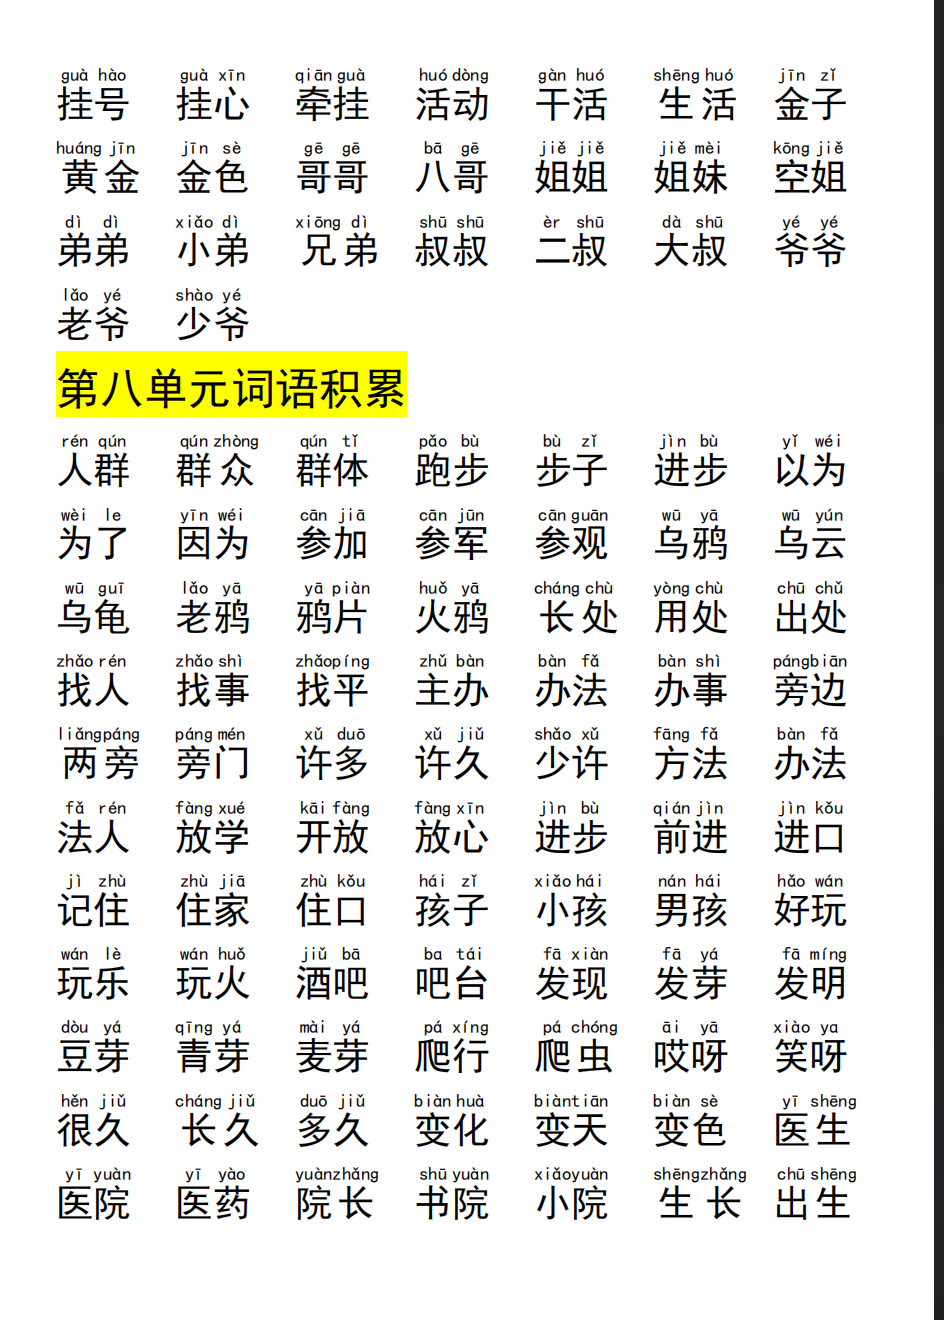 guà hào guà xīn qiān guà huó dòng gàn huó shēng huó jīn zǐ
挂号 挂心 牵挂 活动 干活 生活 金子
huáng jīn jīn sè gē gē bā gē jiě jiě jiě mèi kōng jiě
黄金 金色 哥哥 八哥 姐姐 姐妹 空姐
dì dì xiǎo dì xiōng dì shū shū èr shū dà shū yé yé
弟弟 小弟 兄弟 叔叔 二叔 大叔 爷爷
lǎo yé shào yé
老爷 少爷
第八单元词语积累
rén qún qún zhòng qún tǐ pǎo bù bù zǐ jìn bù yǐ wéi
人群 群众 群体 跑步 步子 进步 以为
wèi le yīn wéi cān jiā cān jūn cān guān wū yā wū yún
为了 因为 参加 参军 参观 乌鸦 乌云
wū guī lǎo yā yā piàn huǒ yā cháng chù yòng chù chū chǔ
乌龟 老鸦 鸦片 火鸦 长处 用处 出处
zhǎo rén zhǎo shì zhǎo píng zhǔ bàn bàn fǎ bàn shì páng biān
找人 找事 找平 主办 办法 办事 旁边
liǎng páng páng mén xǔ duō xǔ jiǔ shǎo xǔ fāng fǎ bàn fǎ
两旁 旁门 许多 许久 少许 方法 办法
fǎ rén fàng xué kāi fàng fàng xīn jìn bù qián jìn jìn kǒu
法人 放学 开放 放心 进步 前进 进口
jì zhù zhù jiā zhù kǒu hái zǐ xiǎo hái nán hái hǎo wán
记住 住家 住口 孩子 小孩 男孩 好玩
wán lè wán huǒ jiǔ bā ba tái fā xiàn fā yá fā míng
玩乐 玩火 酒吧 吧台 发现 发芽 发明
dòu yá qīng yá mài yá pá xíng pá chóng āi yā xiào ya
豆芽 青芽 麦芽 爬行 爬虫 哎呀 笑呀
hěn jiǔ cháng jiǔ duō jiǔ biàn huà biàn tiān biàn sè yī shēng
很久 长久 多久 变化 变天 变色 医生
yī yuàn yī yào yuàn zhǎng shū yuàn xiǎo yuàn shēng zhǎng chū shēng
医院 医药 院长 书院 小院 生长 出生